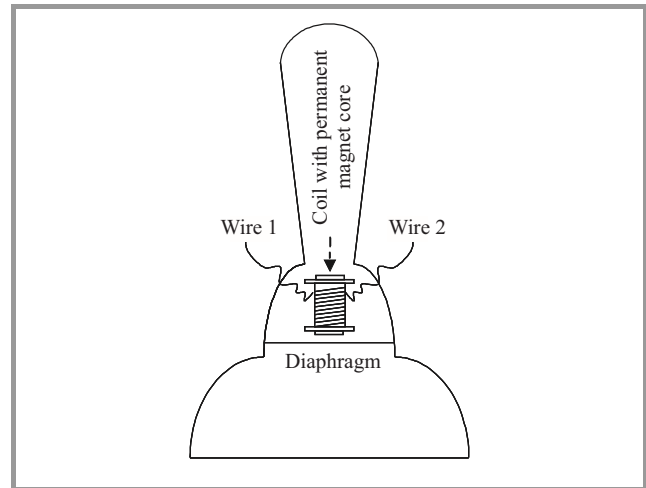 Coil with permanent
magnet core
Wire 1
Wire 2
Diaphragm